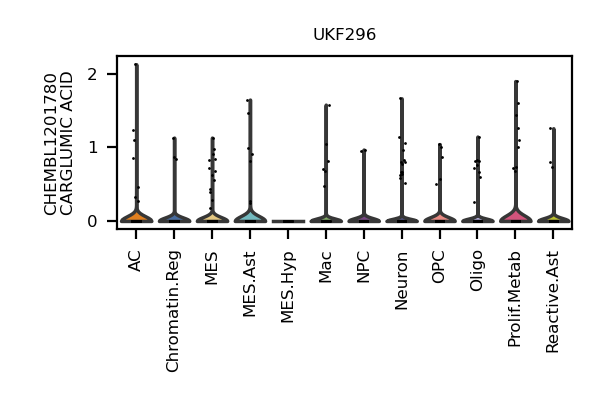 UKF296
CHEMBL1201780
CARGLUMIC ACID
2
1
0
AC
Chromatin.Reg
MES
MES.Ast
MES.Hyp
Mac
NPC
Neuron
OPC
Oligo
Prolif.Metab
Reactive.Ast